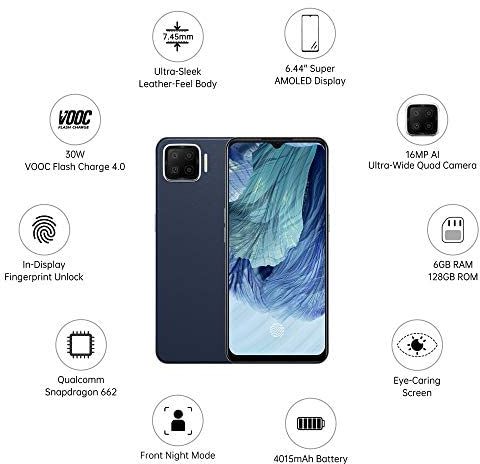 7.45mm
Ultra-Sleek
Leather-Feel Body
6.44" Super
AMOLED Display
VOOC
FLASH CHARGE
30W
VOOC Flash Charge 4.0
16MP AI
Ultra-Wide Quad Camera
In-Display
Fingerprint Unlock
6GB RAM
128GB ROM
Qualcomm
Snapdragon 662
Eye-Caring
Screen
Front Night Mode
4015mAh Battery